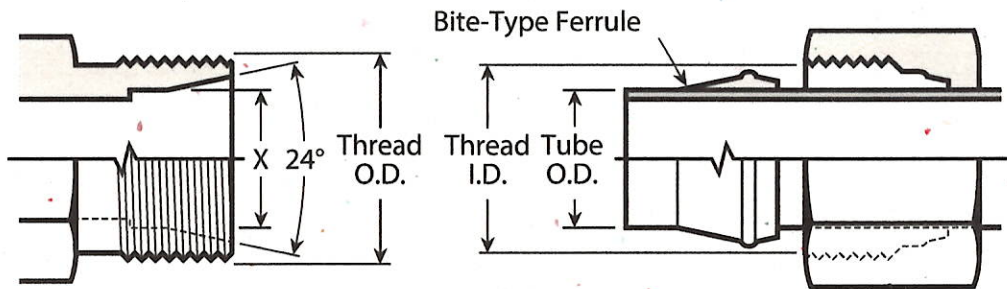 Bite-Type Ferrule
X
24°
Thread
O.D.
Thread
I.D.
Tube
O.D.